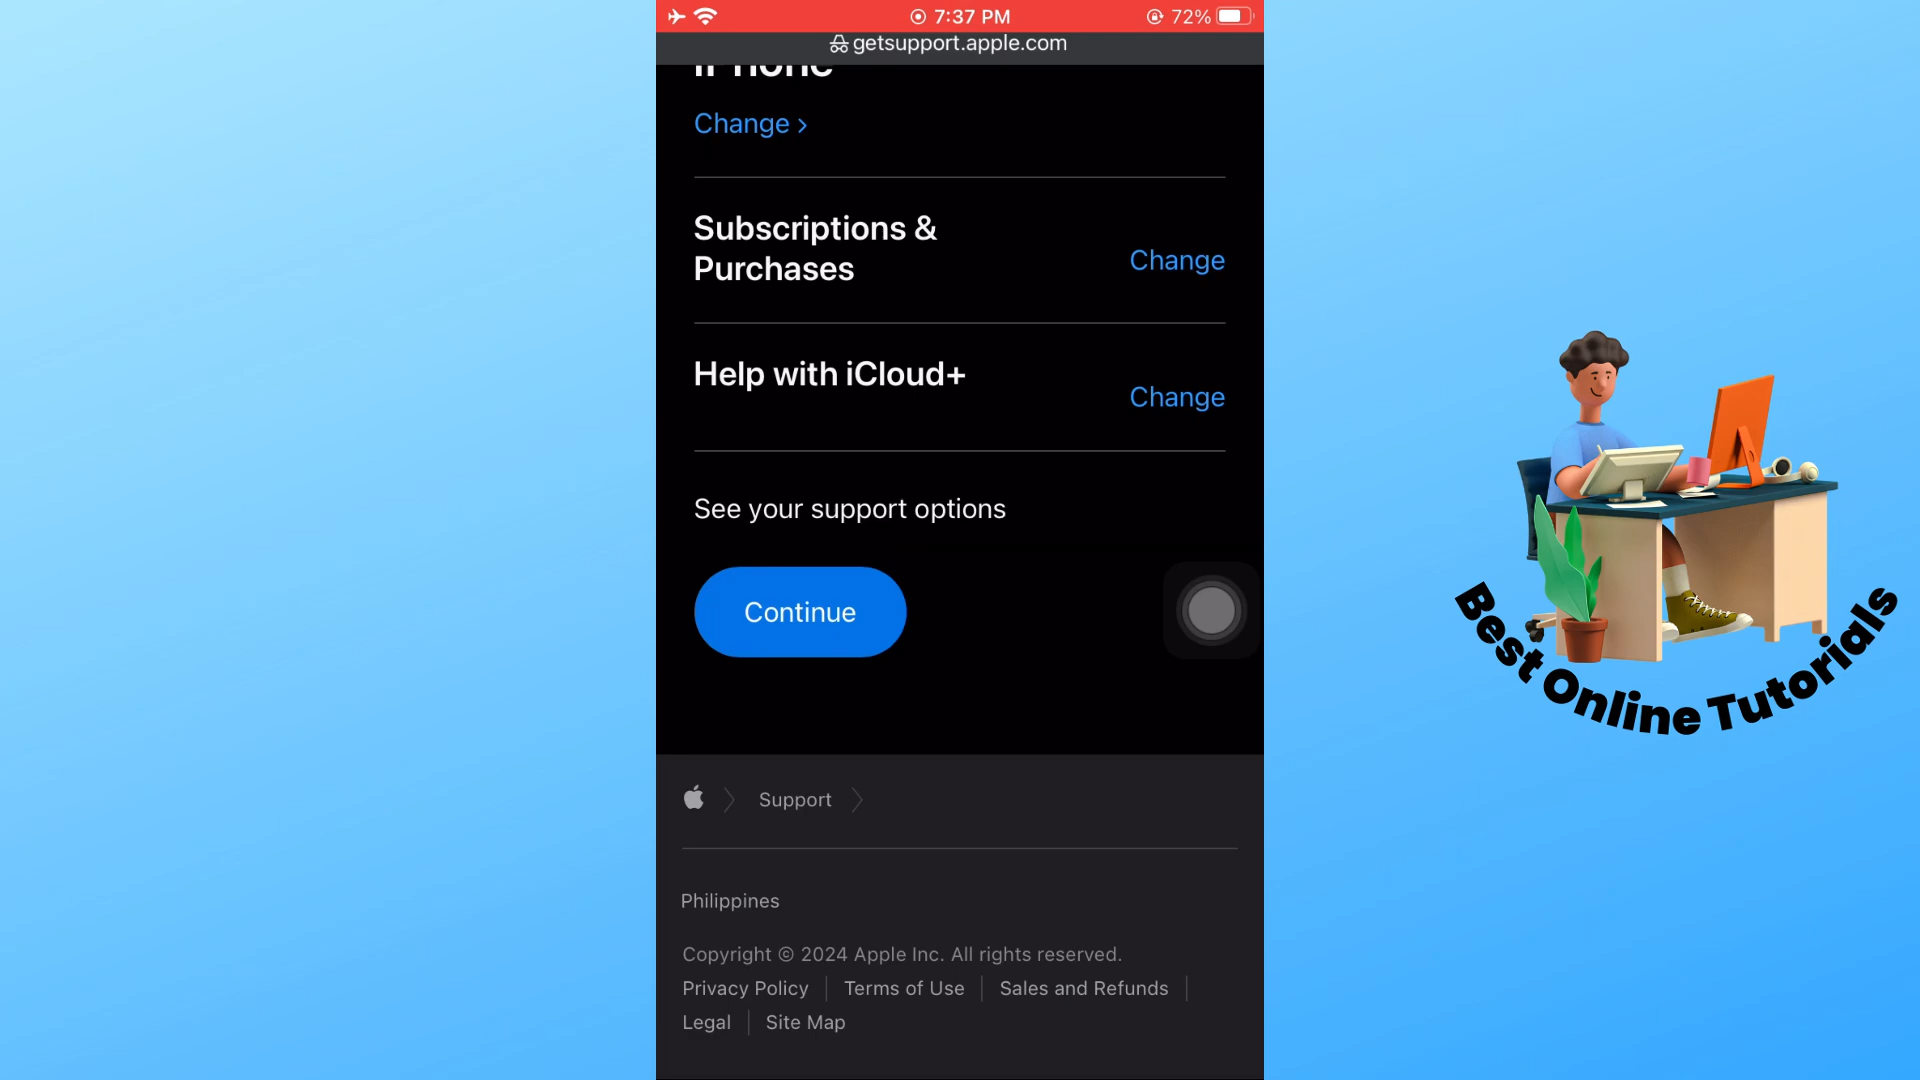 7:37 PM
72%
getsupport.apple.com
iPhone
Change
Subscriptions &
Purchases
Change
Help with iCloud+
Change
See your support options
Continue
Support
Philippines
Copyright © 2024 Apple Inc. All rights reserved.
Privacy Policy | Terms of Use | Sales and Refunds |
Legal | Site Map
Best Online Tutorials